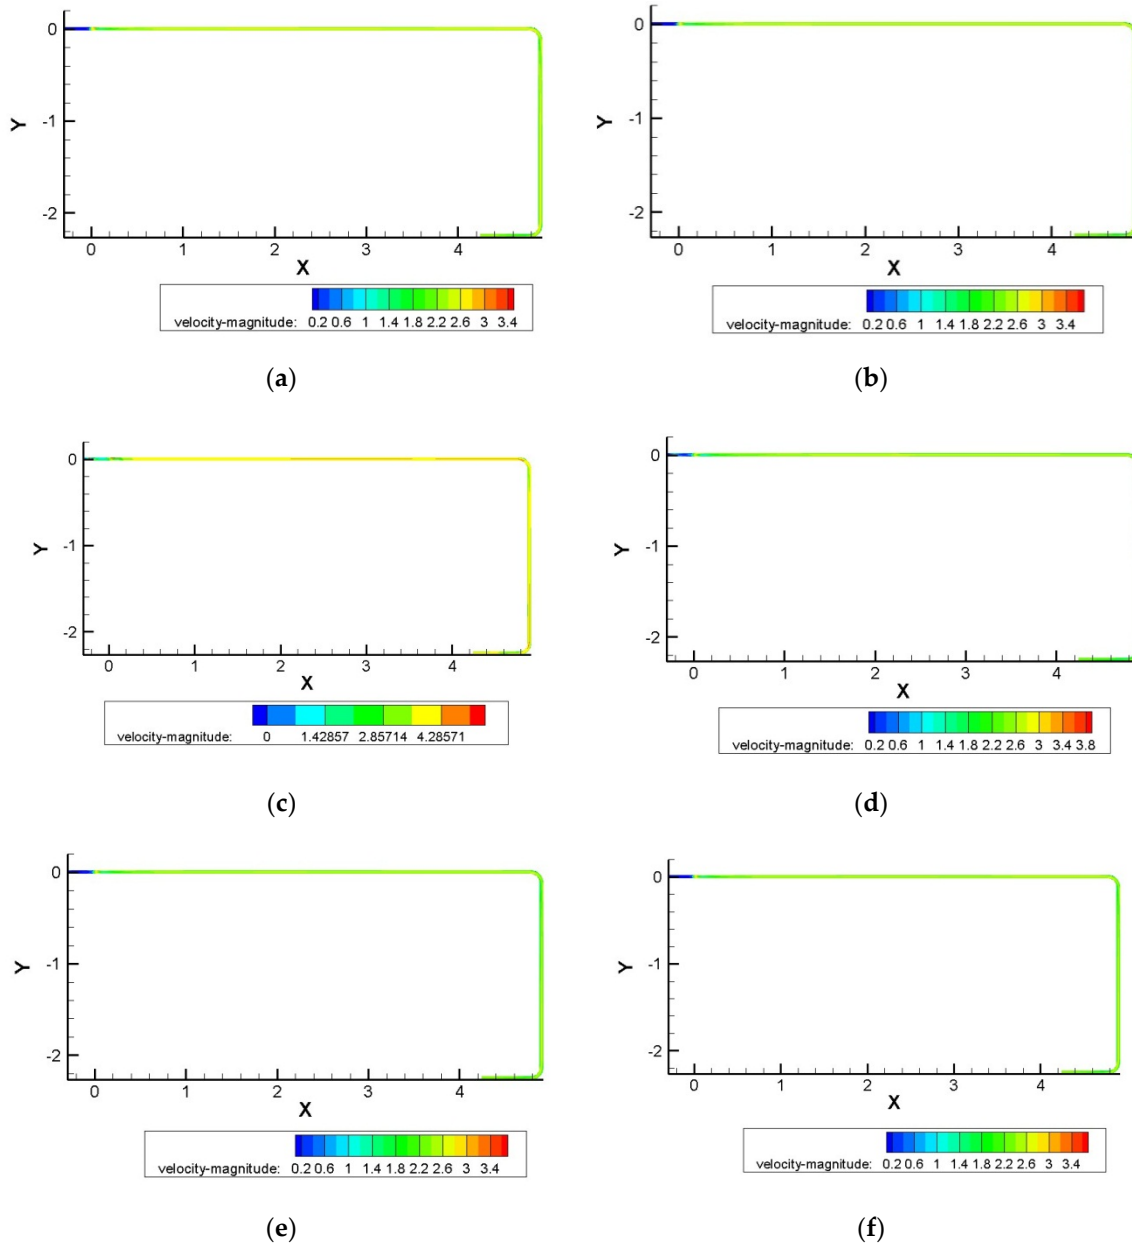 0
-1
-2
Y
0 1 2 3 4
X
velocity-magnitude: 0.2 0.6 1 1.4 1.8 2.2 2.6 3 3.4
(a)
0
-1
-2
Y
0 1 2 3 4
X
velocity-magnitude: 0.2 0.6 1 1.4 1.8 2.2 2.6 3 3.4
(b)
0
-1
-2
Y
0 1 2 3 4
X
velocity-magnitude: 0 1.42857 2.85714 4.28571
(c)
0
-1
-2
Y
0 1 2 3 4
X
velocity-magnitude: 0.2 0.6 1 1.4 1.8 2.2 2.6 3 3.4 3.8
(d)
0
-1
-2
Y
0 1 2 3 4
X
velocity-magnitude: 0.2 0.6 1 1.4 1.8 2.2 2.6 3 3.4
(e)
0
-1
-2
Y
0 1 2 3 4
X
velocity-magnitude: 0.2 0.6 1 1.4 1.8 2.2 2.6 3 3.4
(f)